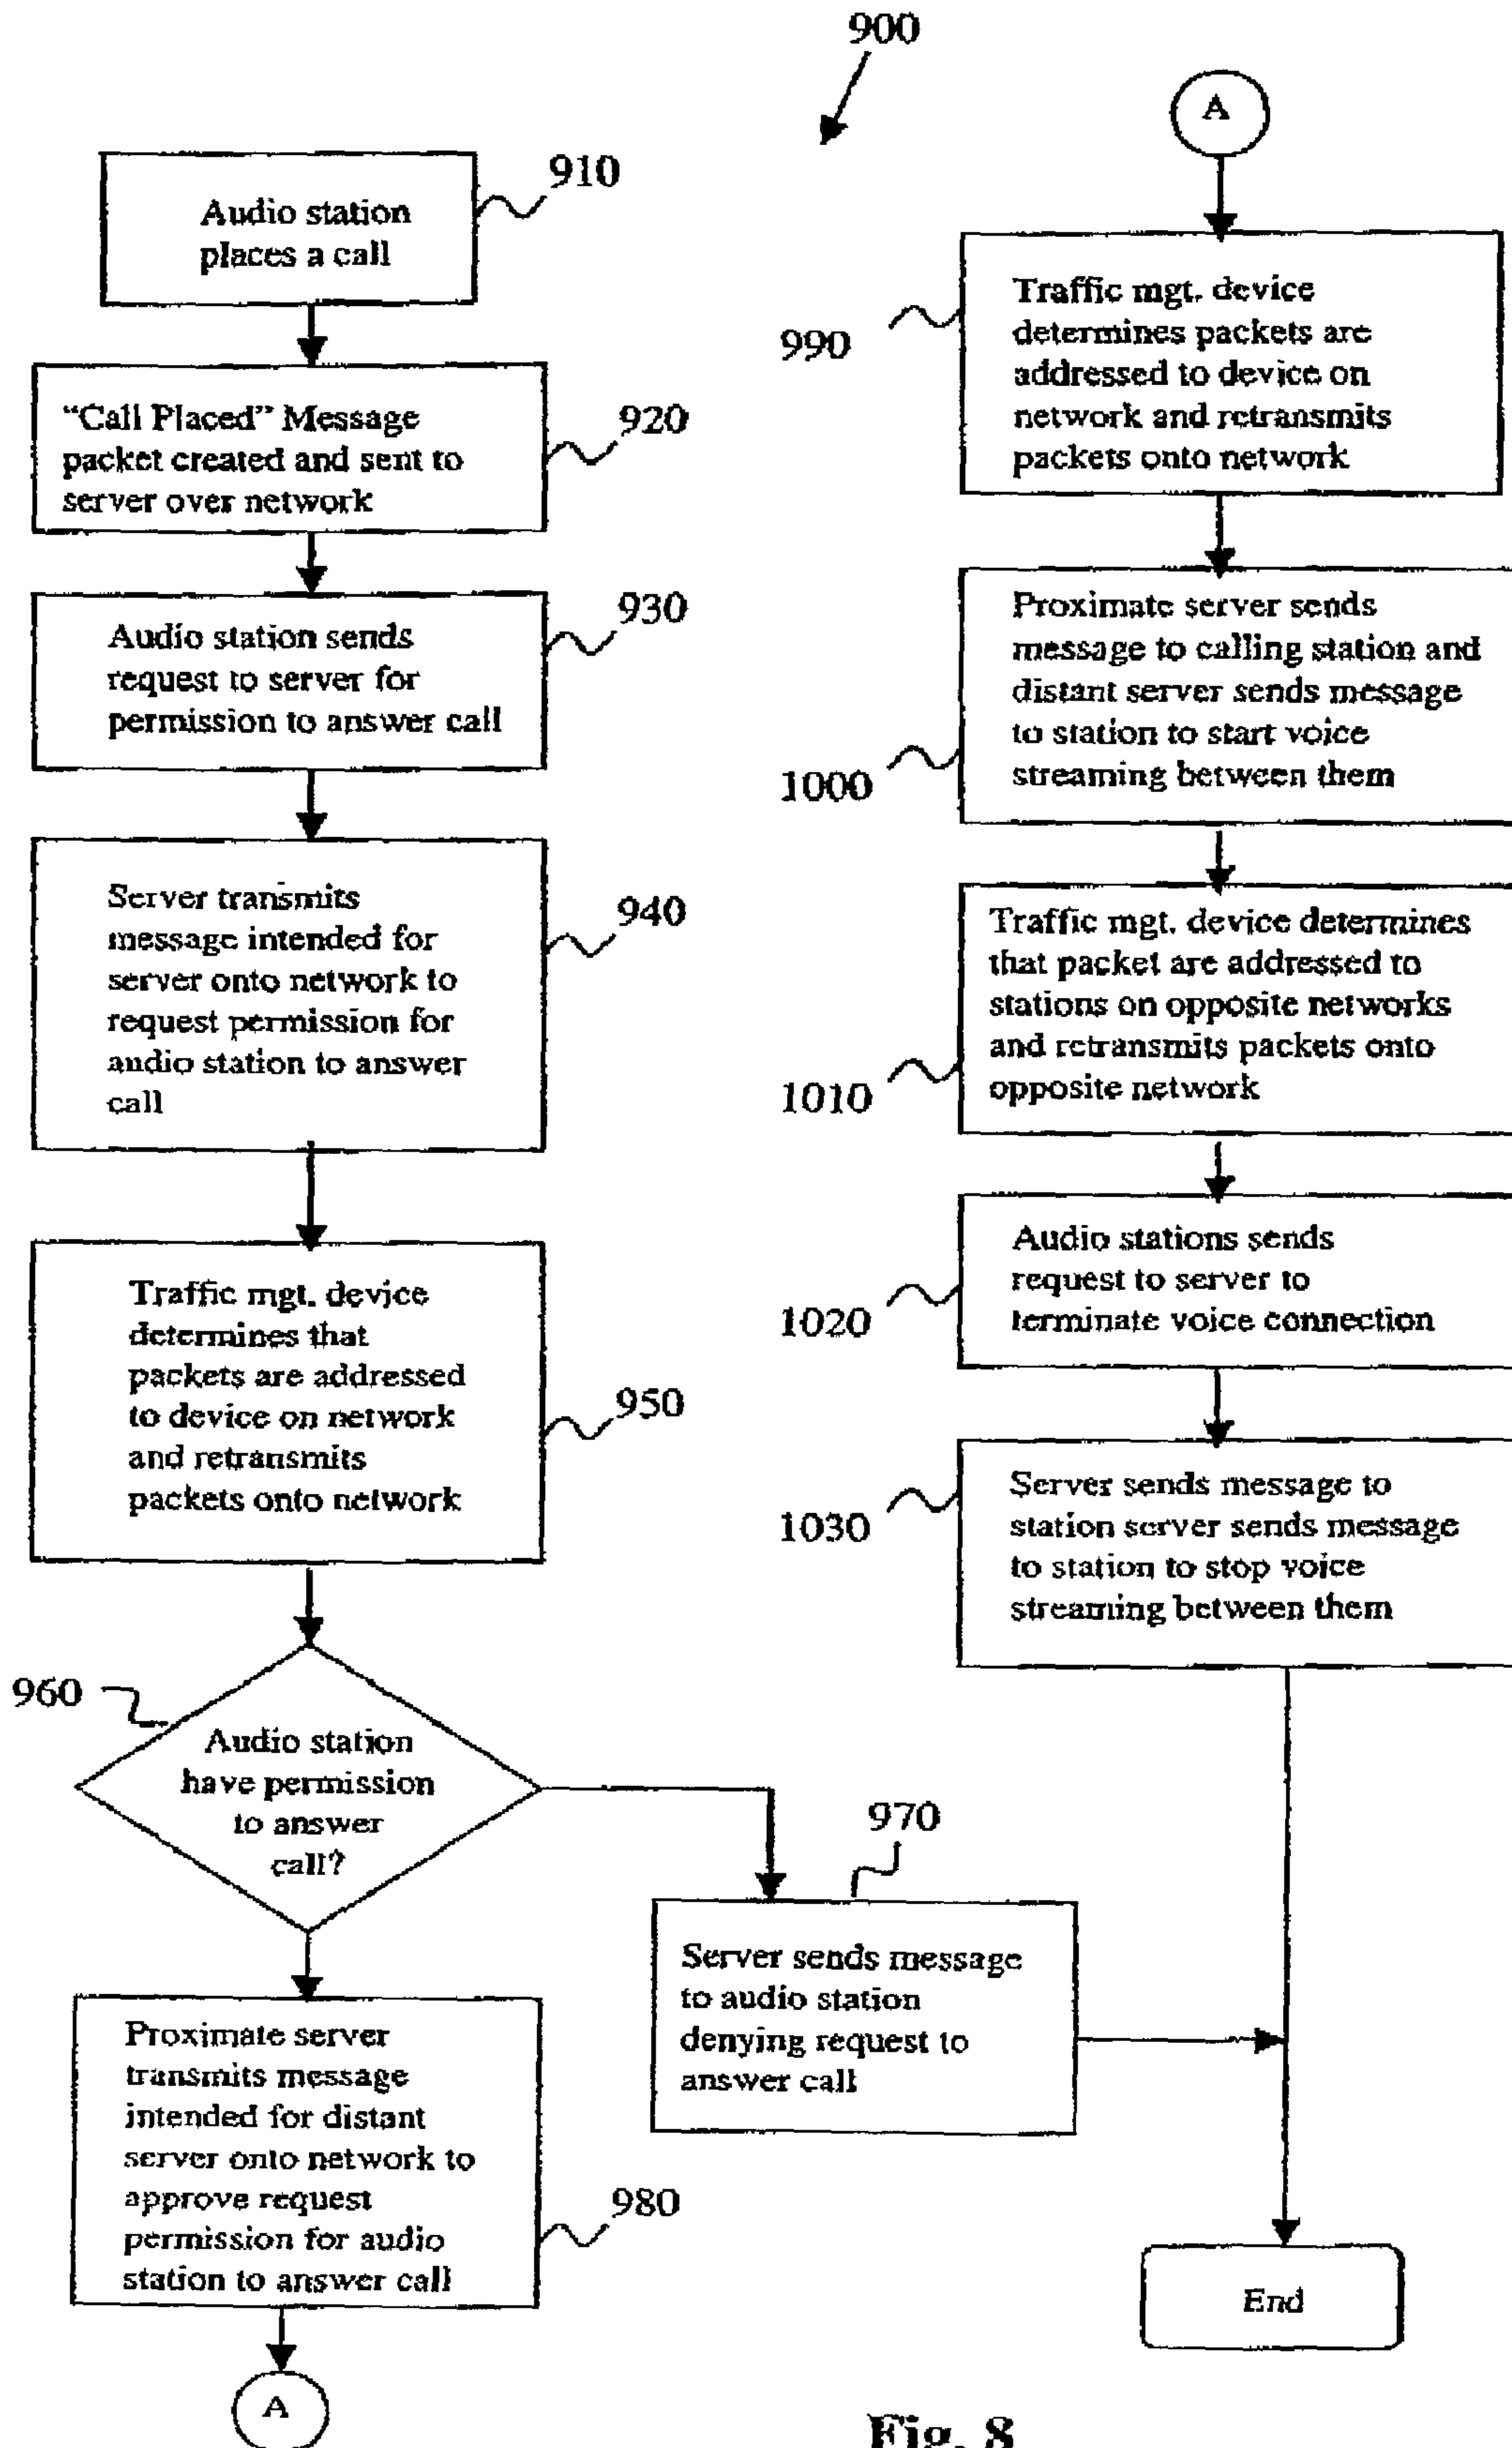 900
910
Audio station
places a call
920
“Call Placed” Message
packet created and sent to
server over network
930
Audio station sends
request to server for
permission to answer call
940
Server transmits
message intended for
server onto network to
request permission for
audio station to answer
call
950
Traffic mgt. device
determines that
packets are addressed
to device on network
and retransmits
packets onto network
960
Audio station
have permission
to answer
call?
970
Server sends message
to audio station
denying request to
answer call
980
Proximate server
transmits message
intended for distant
server onto network to
approve request
permission for audio
station to answer call
A
A
990
Traffic mgt. device
determines packets are
addressed to device on
network and retransmits
packets onto network
1000
Proximate server sends
message to calling station and
distant server sends message
to station to start voice
streaming between them
1010
Traffic mgt. device determines
that packet are addressed to
stations on opposite networks
and retransmits packets onto
opposite network
1020
Audio stations sends
request to server to
terminate voice connection
1030
Server sends message to
station server sends message
to station to stop voice
streaming between them
End
Fig. 8